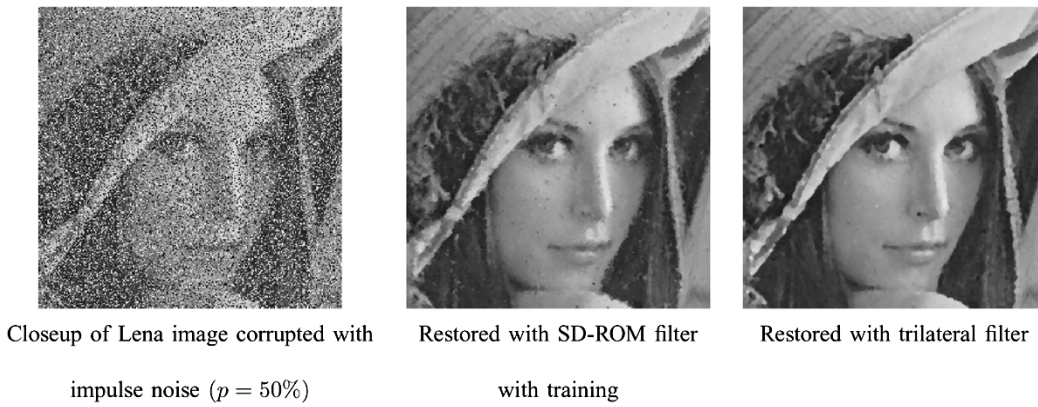 Closeup of Lena image corrupted with
impulse noise (p = 50%)
Restored with SD-ROM filter
with training
Restored with trilateral filter